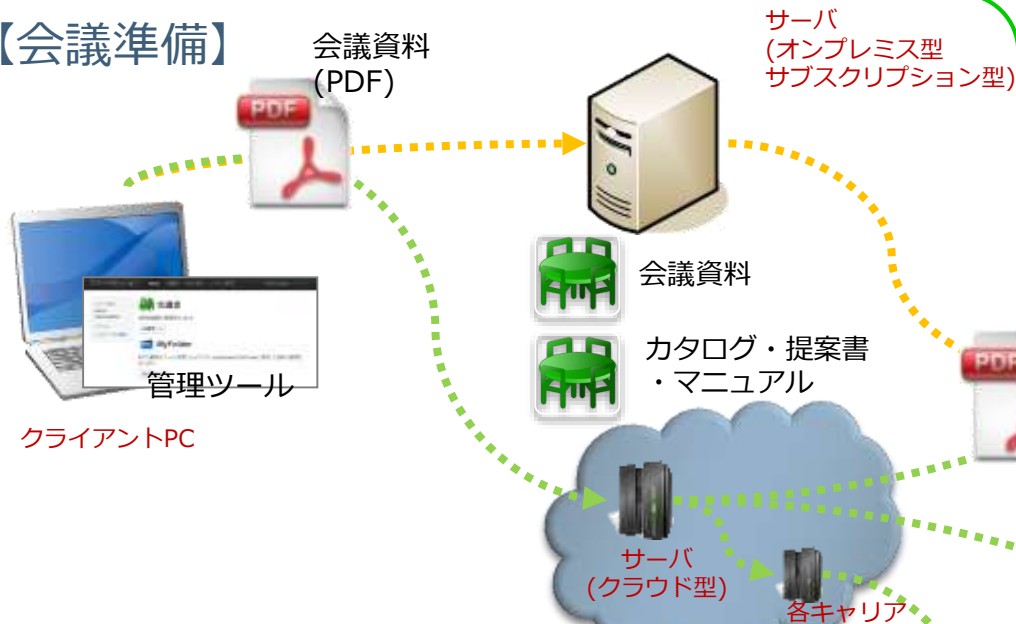 【会議準備】
会議資料
(PDF)
サーバ
(オンプレミス型
サブスクリプション型)
PDF
会議資料
カタログ・提案書
・マニュアル
PDF
MyFolder
管理ツール
クライアントPC
サーバ
(クラウド型)
各キャリア